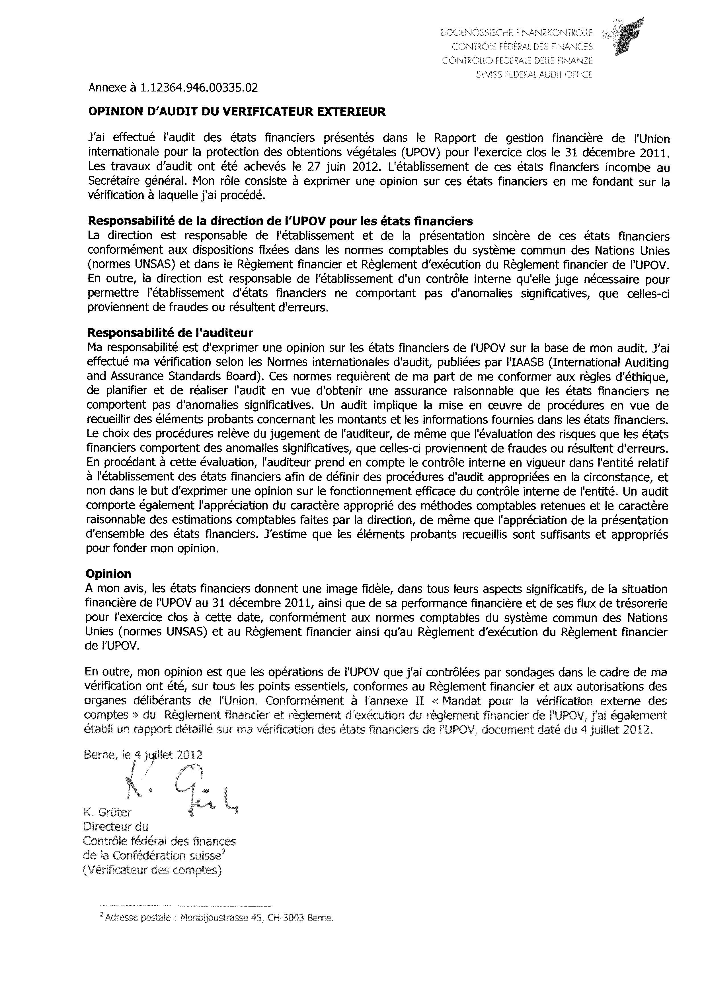 EIDGENÖSSISCHE FINANZKONTROLLE
CONTRÔLE FÉDÉRAL DES FINANCES
CONTROLLO FEDERALE DELLE FINANZE
SWISS FEDERAL AUDIT OFFICE
Annexe à 1.12364.946.00335.02
OPINION D’AUDIT DU VERIFICATEUR EXTERIEUR
J’ai effectué l'audit des états financiers présentés dans le Rapport de gestion financière de l'Union
internationale pour la protection des obtentions végétales (UPOV) pour l'exercice clos le 31 décembre 2011.
Les travaux d’audit ont été achevés le 27 juin 2012. L'établissement de ces états financiers incombe au
Secrétaire général. Mon rôle consiste à exprimer une opinion sur ces états financiers en me fondant sur la
vérification à laquelle j'ai procédé.
Responsabilité de la direction de l’UPOV pour les états financiers
La direction est responsable de l'établissement et de la présentation sincère de ces états financiers
conformément aux dispositions fixées dans les normes comptables du système commun des Nations Unies
(normes UNSAS) et dans le Règlement financier et Règlement d’exécution du Règlement financier de l'UPOV.
En outre, la direction est responsable de l’établissement d'un contrôle interne qu'elle juge nécessaire pour
permettre l'établissement d'états financiers ne comportant pas d'anomalies significatives, que celles-ci
proviennent de fraudes ou résultent d'erreurs.
Responsabilité de l'auditeur
Ma responsabilité est d'exprimer une opinion sur les états financiers de l'UPOV sur la base de mon audit. J’ai
effectué ma vérification selon les Normes internationales d'audit, publiées par l'IAASB (International Auditing
and Assurance Standards Board). Ces normes requièrent de ma part de me conformer aux règles d'éthique,
de planifier et de réaliser l'audit en vue d'obtenir une assurance raisonnable que les états financiers ne
comportent pas d'anomalies significatives. Un audit implique la mise en œuvre de procédures en vue de
recueillir des éléments probants concernant les montants et les informations fournies dans les états financiers.
Le choix des procédures relève du jugement de l'auditeur, de même que l'évaluation des risques que les états
financiers comportent des anomalies significatives, que celles-ci proviennent de fraudes ou résultent d'erreurs.
En procédant à cette évaluation, l'auditeur prend en compte le contrôle interne en vigueur dans l'entité relatif
à l'établissement des états financiers afin de définir des procédures d'audit appropriées en la circonstance, et
non dans le but d'exprimer une opinion sur le fonctionnement efficace du contrôle interne de l'entité. Un audit
comporte également l'appréciation du caractère approprié des méthodes comptables retenues et le caractère
raisonnable des estimations comptables faites par la direction, de même que l'appréciation de la présentation
d'ensemble des états financiers. J’estime que les éléments probants recueillis sont suffisants et appropriés
pour fonder mon opinion.
Opinion
A mon avis, les états financiers donnent une image fidèle, dans tous leurs aspects significatifs, de la situation
financière de l'UPOV au 31 décembre 2011, ainsi que de sa performance financière et de ses flux de trésorerie
pour l'exercice clos à cette date, conformément aux normes comptables du système commun des Nations
Unies (normes UNSAS) et au Règlement financier ainsi qu’au Règlement d’exécution du Règlement financier
de l’UPOV.
En outre, mon opinion est que les opérations de l'UPOV que j'ai contrôlées par sondages dans le cadre de ma
vérification ont été, sur tous les points essentiels, conformes au Règlement financier et aux autorisations des
organes délibérants de l'Union. Conformément à l’annexe II « Mandat pour la vérification externe des
comptes » du Règlement financier et règlement d’exécution du règlement financier de l'UPOV, j'ai également
établi un rapport détaillé sur ma vérification des états financiers de l'UPOV, document daté du 4 juillet 2012.
Berne, le 4 juillet 2012
K. Grüter
Directeur du
Contrôle fédéral des finances
de la Confédération suisse²
(Vérificateur des comptes)
² Adresse postale : Monbijoustrasse 45, CH-3003 Berne.